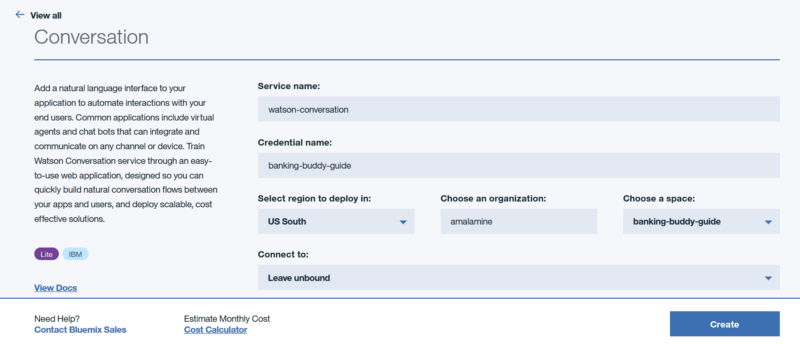 View all
Conversation
Add a natural language interface to your
application to automate interactions with your
end users. Common applications include virtual
agents and chat bots that can integrate and
communicate on any channel or device. Train
Watson Conversation service through an easy-
to-use web application, designed so you can
quickly build natural conversation flows between
your apps and users, and deploy scalable, cost
effective solutions.
Lite IBM
View Docs
Service name:
watson-conversation
Credential name:
banking-buddy-guide
Select region to deploy in: Choose an organization: Choose a space:
US South amalamine banking-buddy-guide
Connect to:
Leave unbound
Need Help? Estimate Monthly Cost
Contact Bluemix Sales Cost Calculator
Create